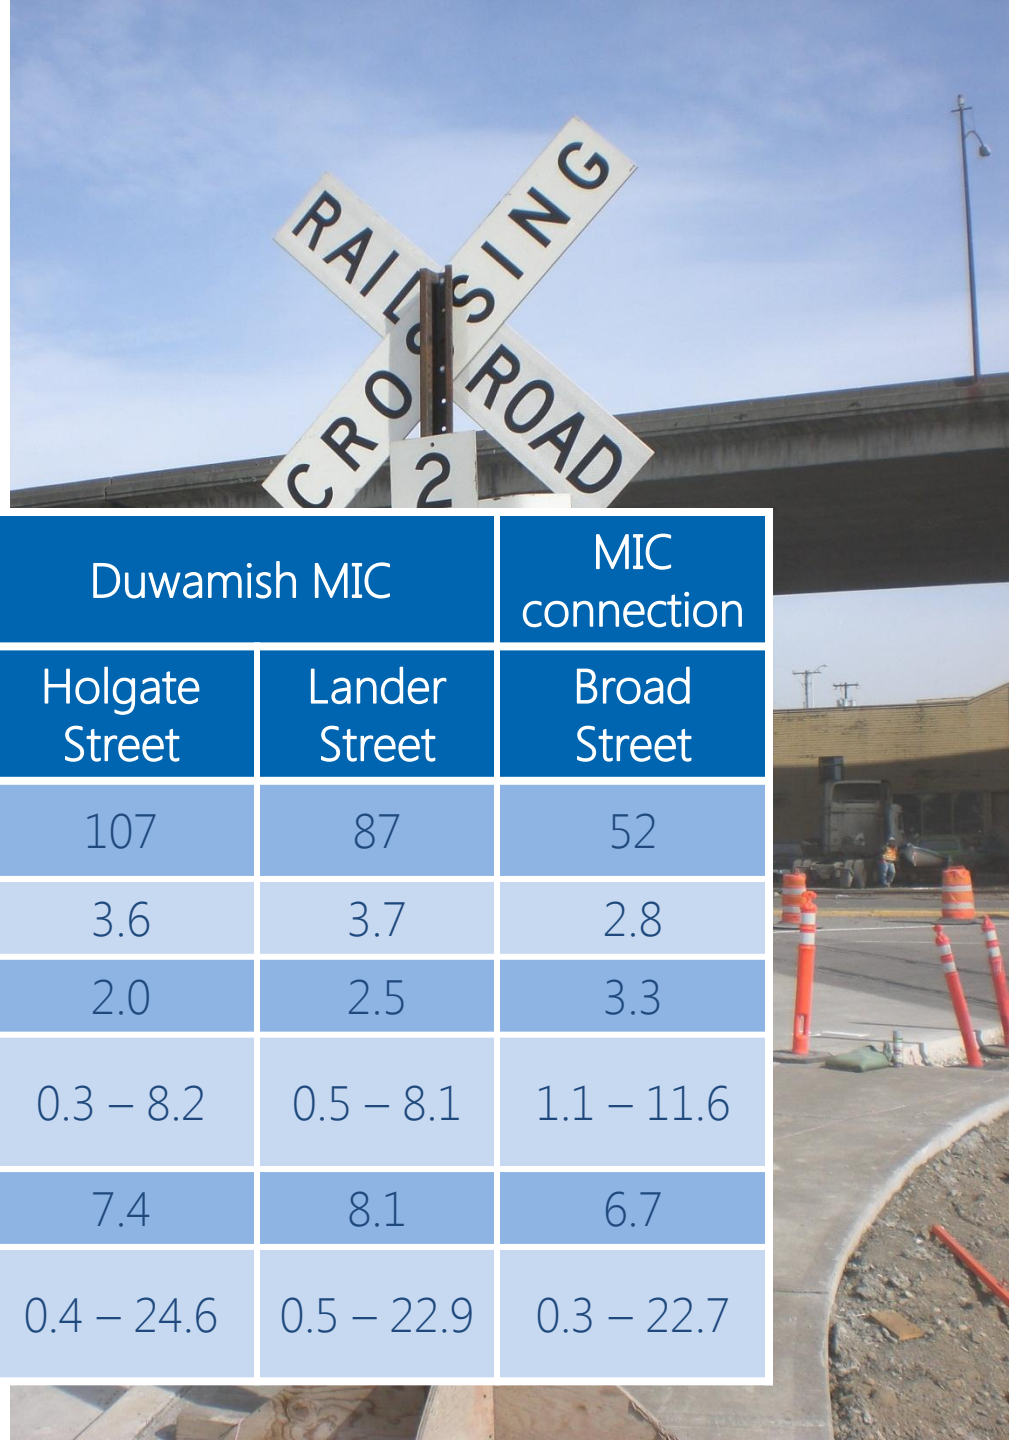 RAILROAD
CROSSING
2
Duwamish MIC
MIC
connection
Holgate
Street
Lander
Street
Broad
Street
107 87 52
3.6 3.7 2.8
2.0 2.5 3.3
0.3 – 8.2 0.5 – 8.1 1.1 – 11.6
7.4 8.1 6.7
0.4 – 24.6 0.5 – 22.9 0.3 – 22.7